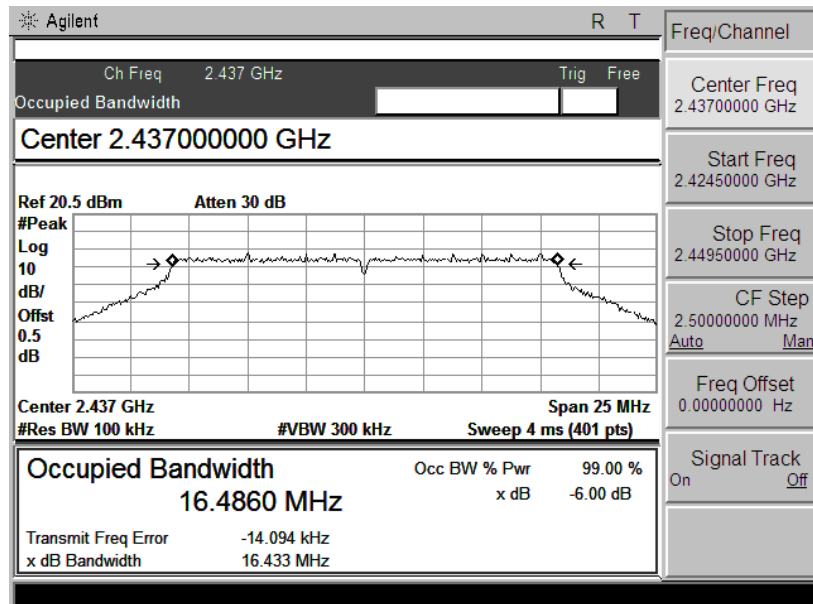 Agilent R T
Ch Freq 2.437 GHz Trig Free
Occupied Bandwidth
Center 2.437000000 GHz
Ref 20.5 dBm Atten 30 dB
#Peak
Log
10
dB/
Offst
0.5
dB
Center 2.437 GHz Span 25 MHz
#Res BW 100 kHz #VBW 300 kHz Sweep 4 ms (401 pts)
Occupied Bandwidth Occ BW % Pwr 99.00 %
16.4860 MHz x dB -6.00 dB
Transmit Freq Error -14.094 kHz
x dB Bandwidth 16.433 MHz
Freq/Channel
Center Freq
2.43700000 GHz
Start Freq
2.42450000 GHz
Stop Freq
2.44950000 GHz
CF Step
2.50000000 MHz
Auto Man
Freq Offset
0.00000000 Hz
Signal Track
On Off